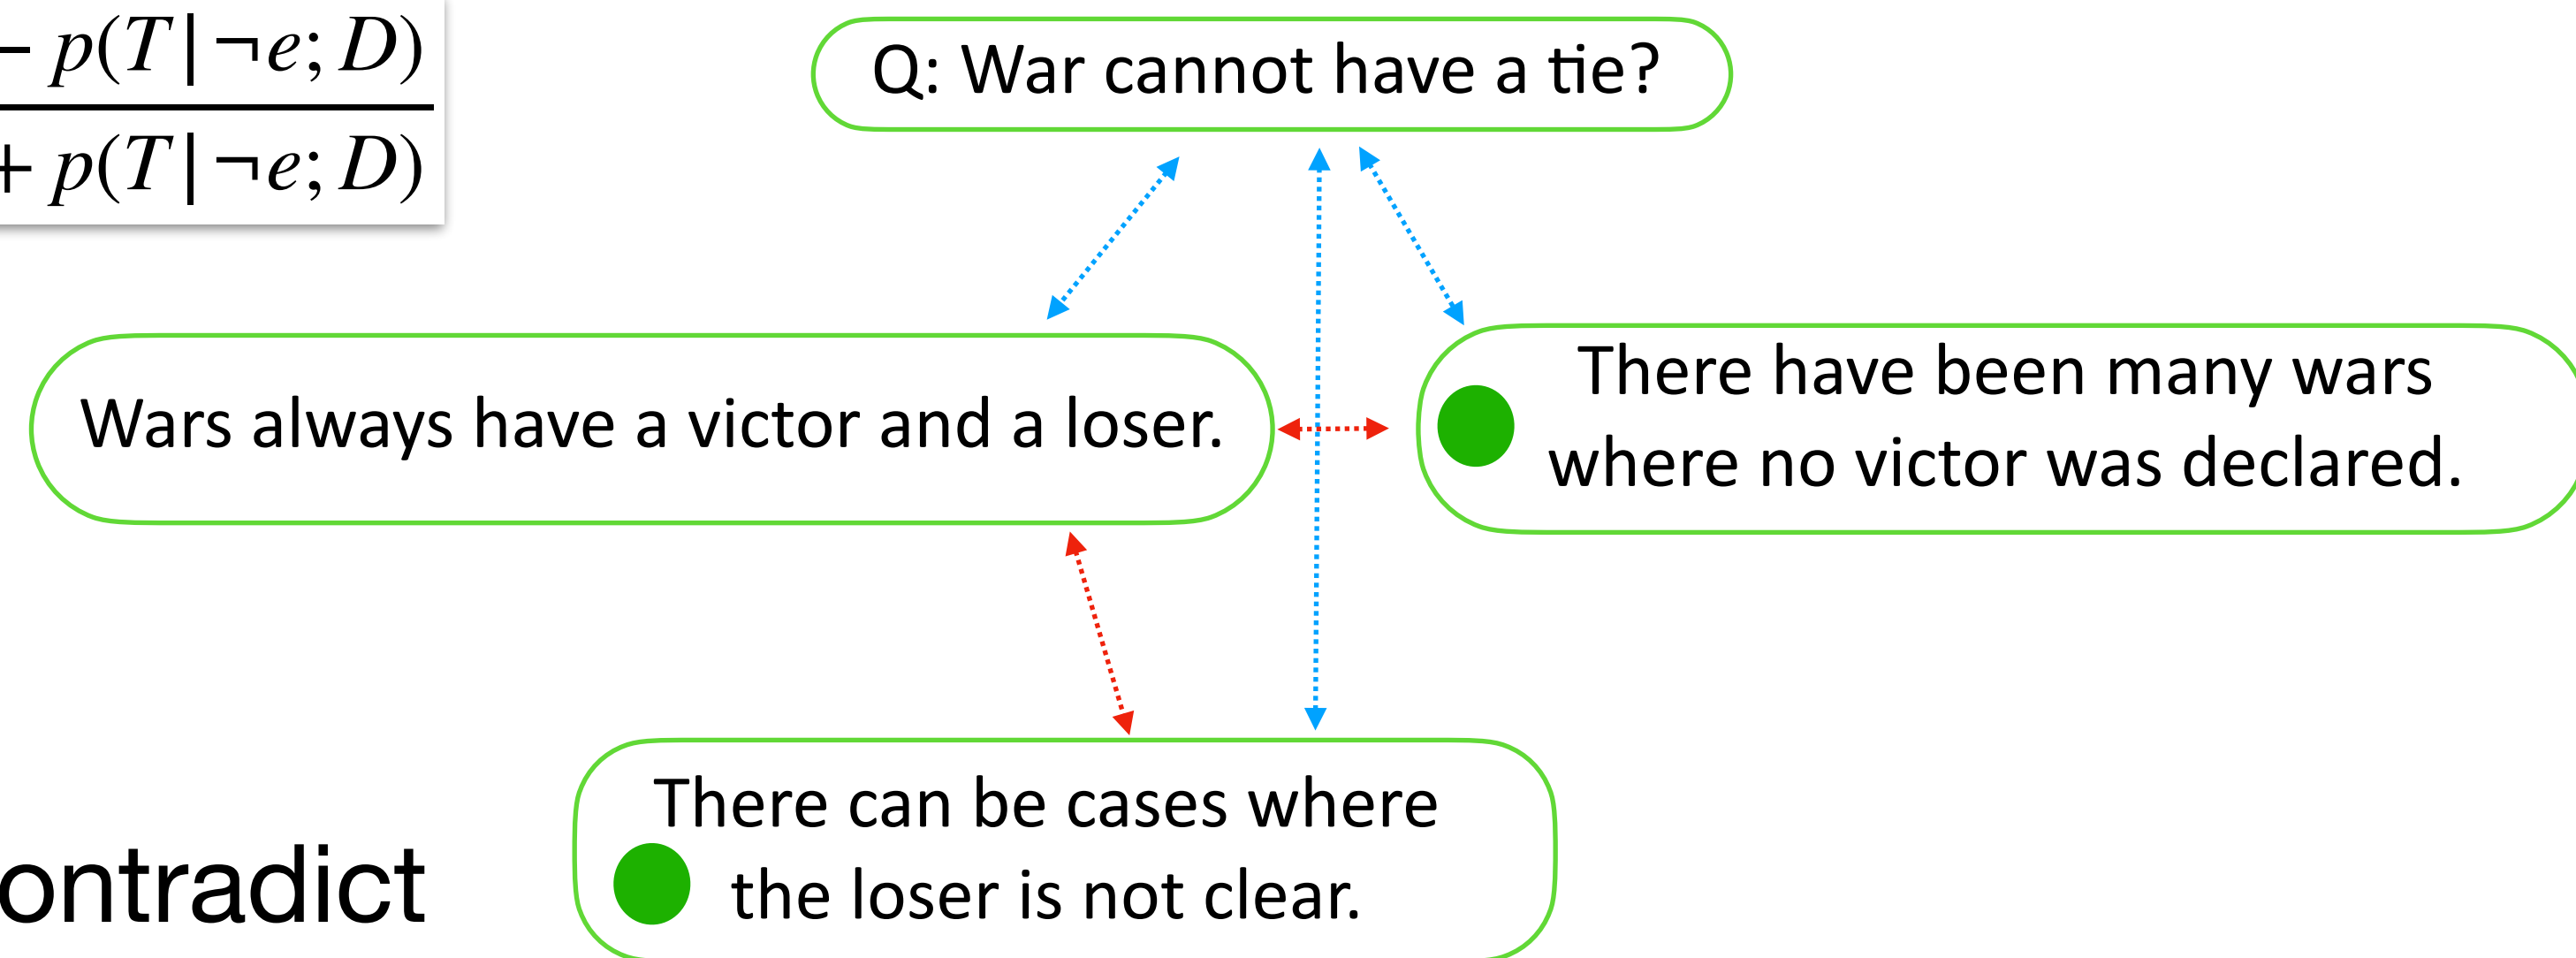 − p(T|¬e; D)
+ p(T|¬e; D)
Q: War cannot have a tie?
Wars always have a victor and a loser.
There have been many wars
where no victor was declared.
There can be cases where
the loser is not clear.
ontradict